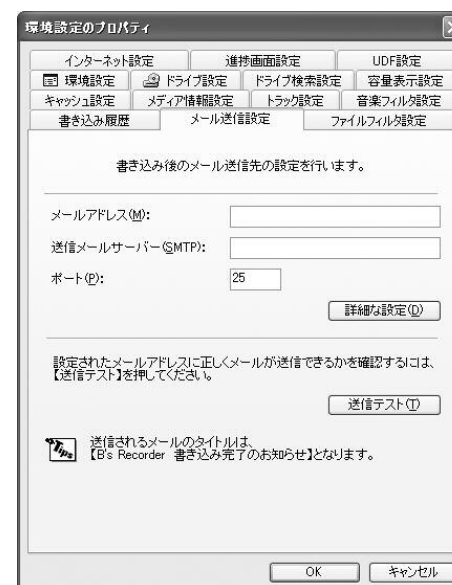 環境設定のプロパティ
インターネット設定 進捗画面設定 UDF設定
環境設定 ドライブ設定 ドライブ検索設定 容量表示設定
キャッシュ設定 メディア情報設定 トラック設定 音楽フィルタ設定
書き込み履歴 メール送信設定 ファイルフィルタ設定
書き込み後のメール送信先の設定を行います。
メールアドレス(M):
送信メールサーバー(SMTP):
ポート(P): 25
詳細な設定(D)
設定されたメールアドレスに正しくメールが送信できるかを確認するには、
【送信テスト】を押してください。
送信テスト(T)
Tips 送信されるメールのタイトルは、
【B's Recorder 書き込み完了のお知らせ】となります。
OK キャンセル